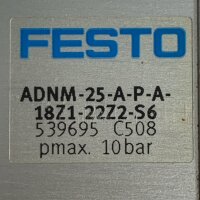 FESTO
ADNM-25-A-P-A-
18Z1-22Z2-S6
539695 C508
pmax. 10bar